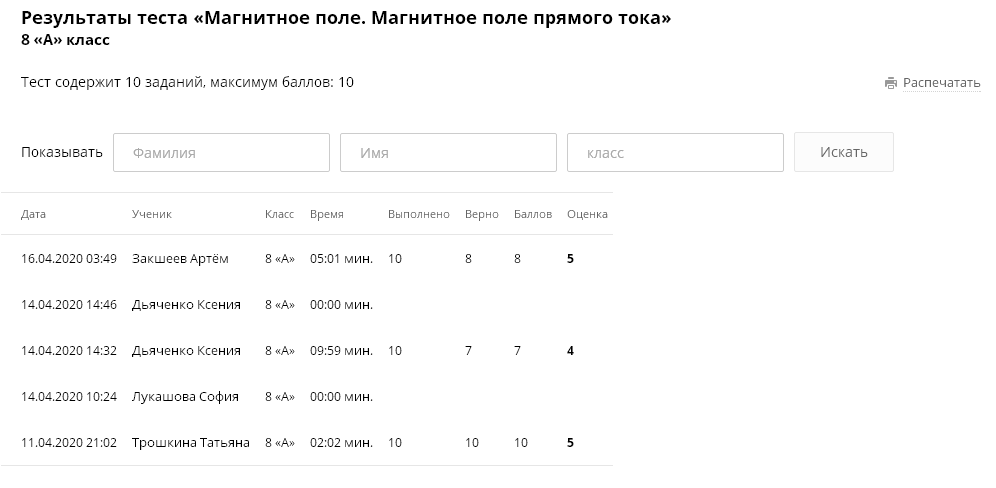 Результаты теста «Магнитное поле. Магнитное поле прямого тока»
8 «А» класс
Тест содержит 10 заданий, максимум баллов: 10
Распечатать
Показывать Фамилия Имя класс Искать
Дата Ученик Класс Время Выполнено Верно Баллов Оценка
16.04.2020 03:49 Закшеев Артём 8 «А» 05:01 мин. 10 8 8 5
14.04.2020 14:46 Дьяченко Ксения 8 «А» 00:00 мин.
14.04.2020 14:32 Дьяченко Ксения 8 «А» 09:59 мин. 10 7 7 4
14.04.2020 10:24 Лукашова София 8 «А» 00:00 мин.
11.04.2020 21:02 Трошкина Татьяна 8 «А» 02:02 мин. 10 10 10 5